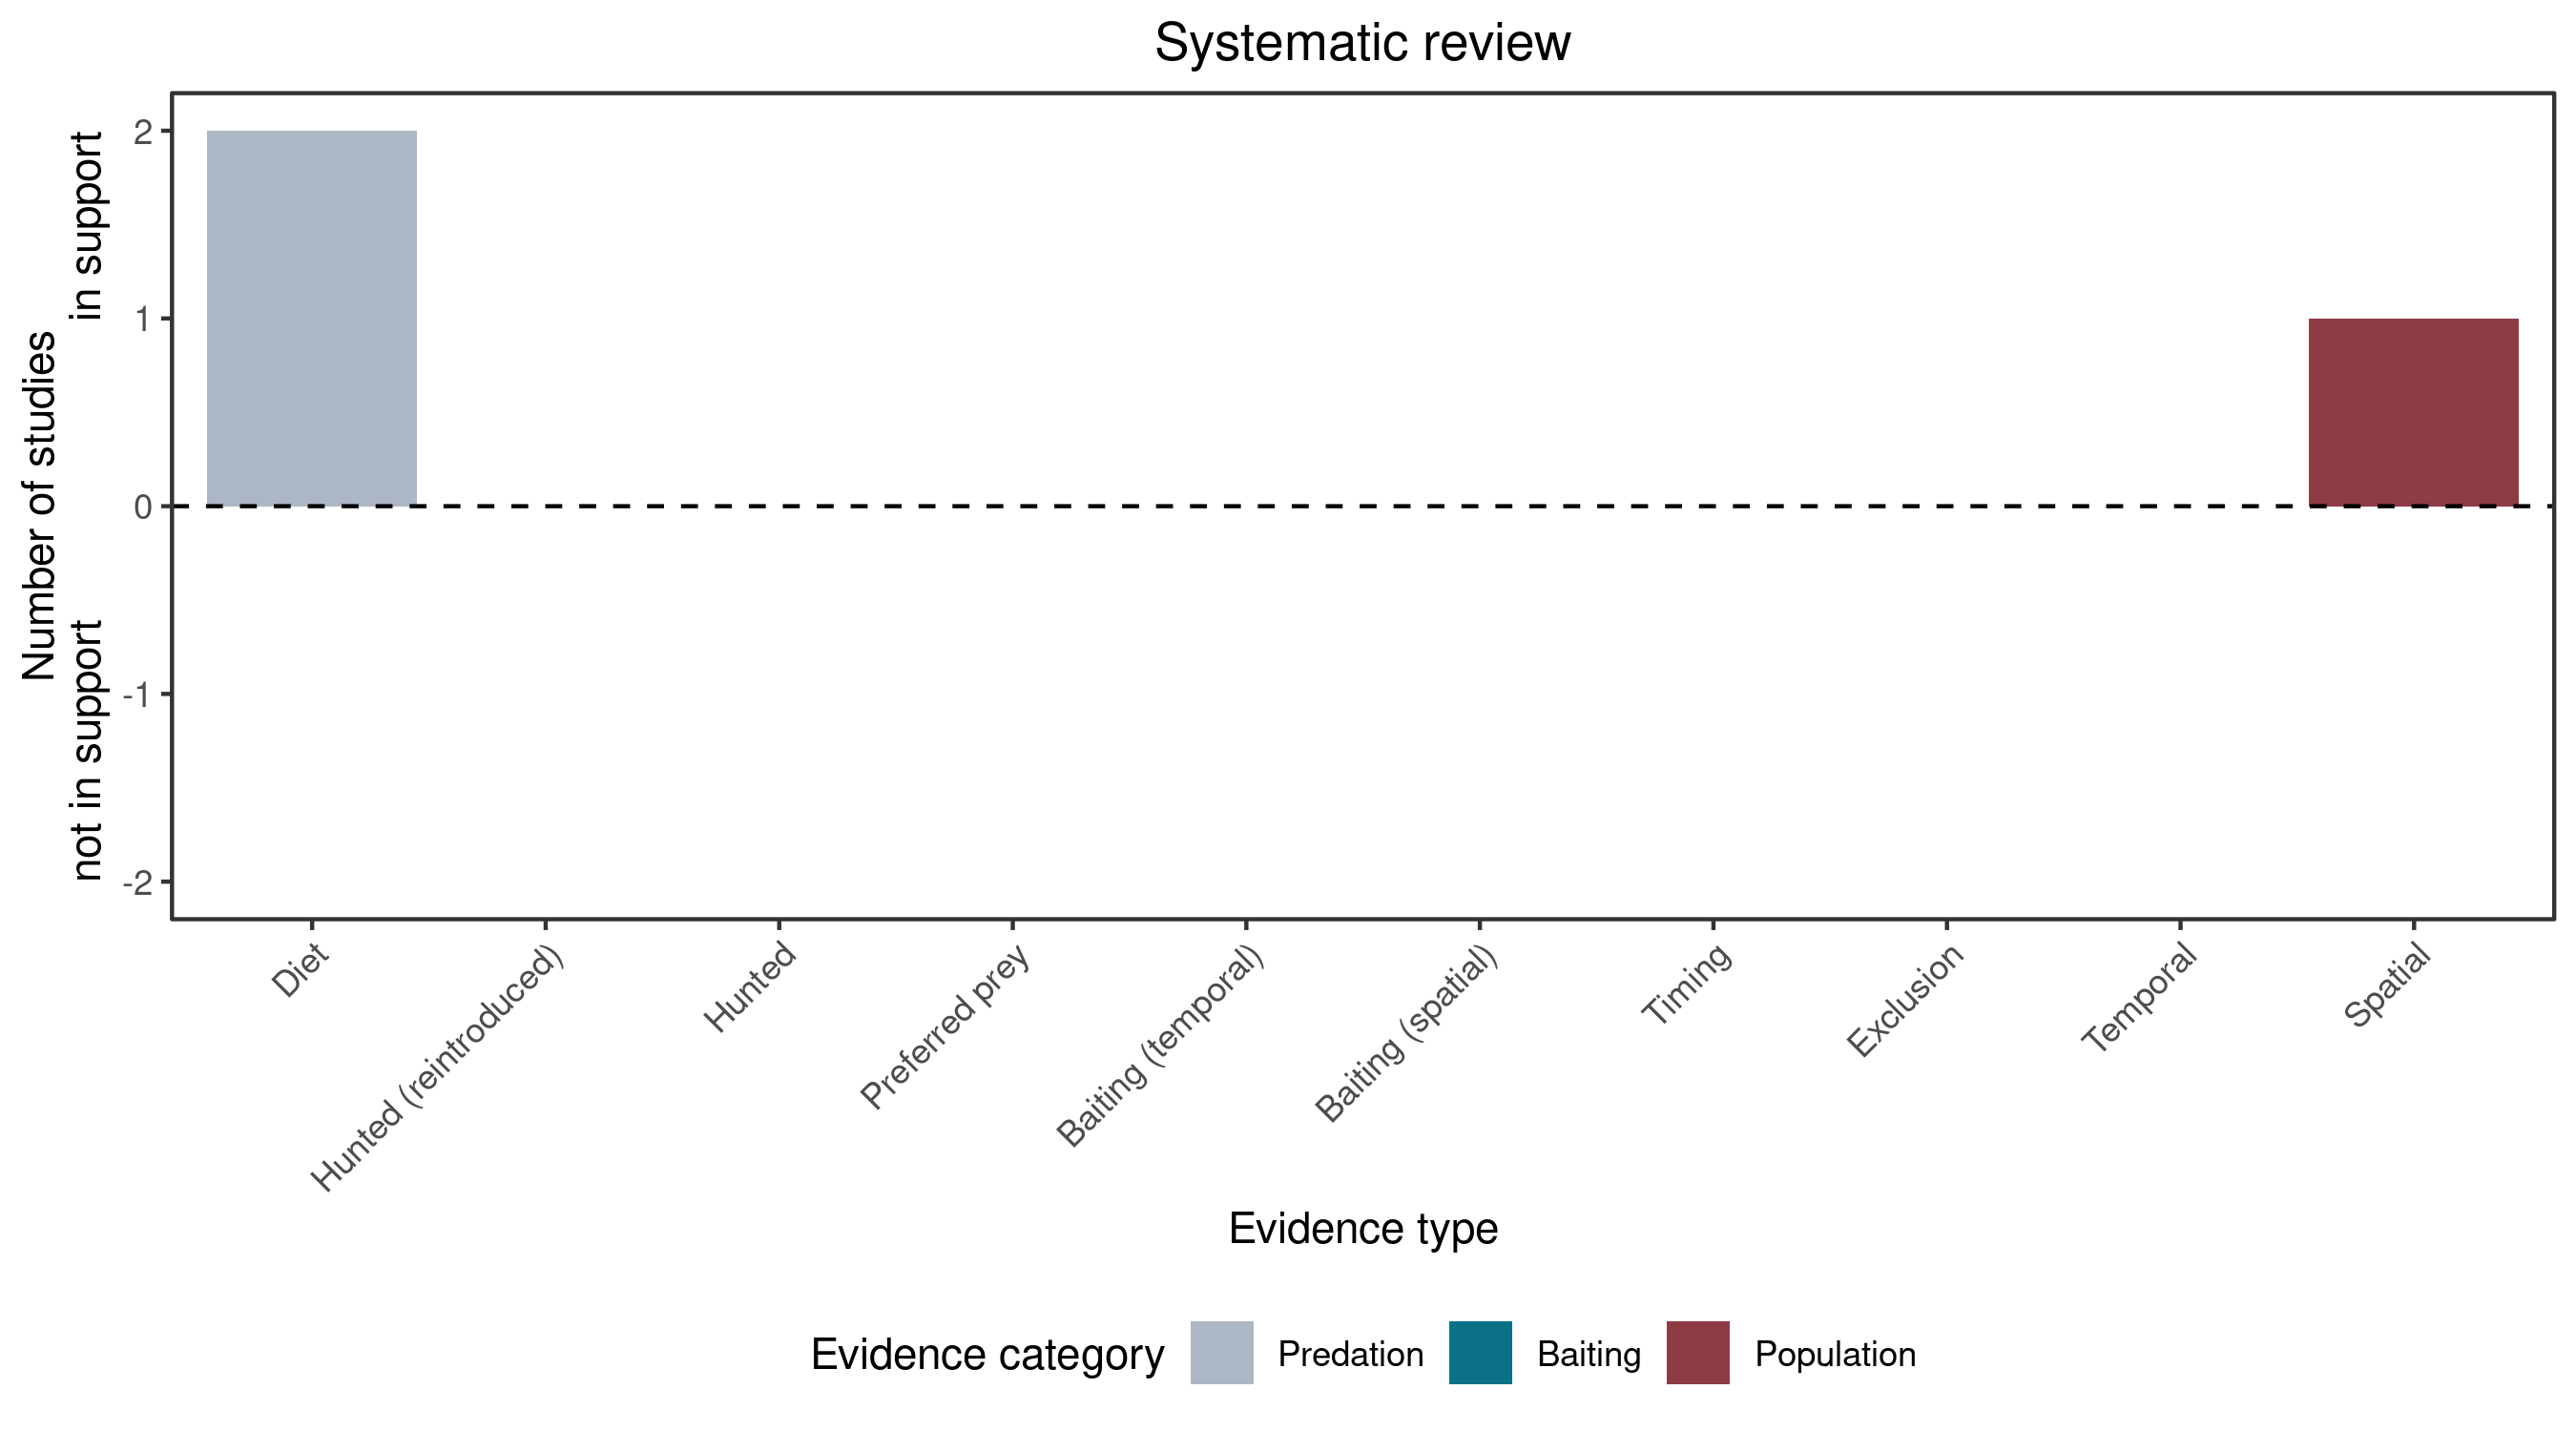 Systematic review
Number of studies
not in support
in support
2
1
0
-1
-2
Diet
Hunted (reintroduced)
Hunted
Preferred prey
Baiting (temporal)
Baiting (spatial)
Timing
Exclusion
Temporal
Spatial
Evidence type
Evidence category
Predation
Baiting
Population